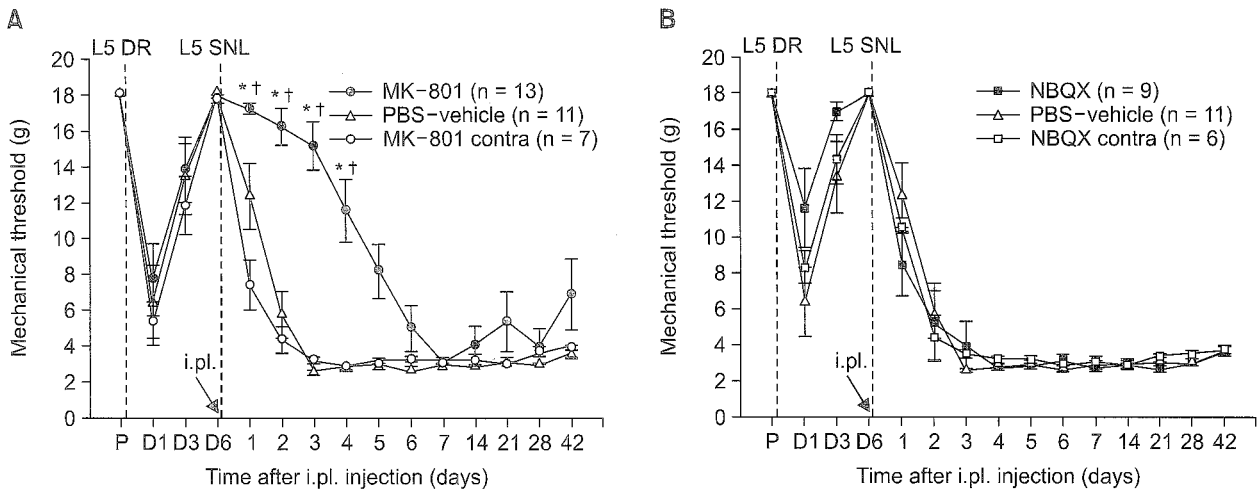 A
L5 DR L5 SNL
20
18
16
14
12
10
8
6
4
2
0
Mechanical threshold (g)
* † * † * † * †
MK-801 (n = 13)
PBS-vehicle (n = 11)
MK-801 contra (n = 7)
i.pl.
P D1 D3 D6 1 2 3 4 5 6 7 14 21 28 42
Time after i.pl. injection (days)
B
L5 DR L5 SNL
20
18
16
14
12
10
8
6
4
2
0
Mechanical threshold (g)
NBQX (n = 9)
PBS-vehicle (n = 11)
NBQX contra (n = 6)
i.pl.
P D1 D3 D6 1 2 3 4 5 6 7 14 21 28 42
Time after i.pl. injection (days)